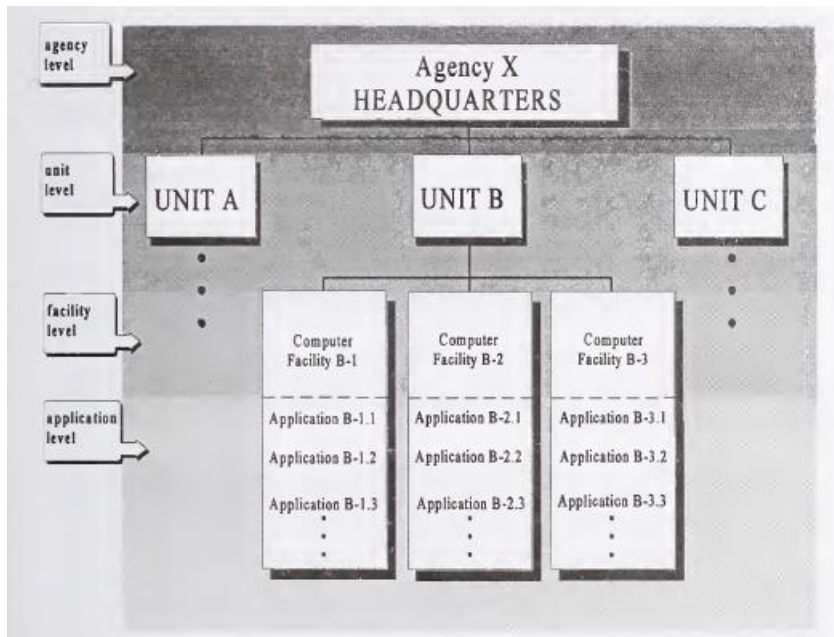 agency
level
Agency X
HEADQUARTERS
unit
level
UNIT A
UNIT B
UNIT C
facility
level
Computer
Facility B-1
Computer
Facility B-2
Computer
Facility B-3
application
level
Application B-1.1
Application B-2.1
Application B-3.1
Application B-1.2
Application B-2.2
Application B-3.2
Application B-1.3
Application B-2.3
Application B-3.3